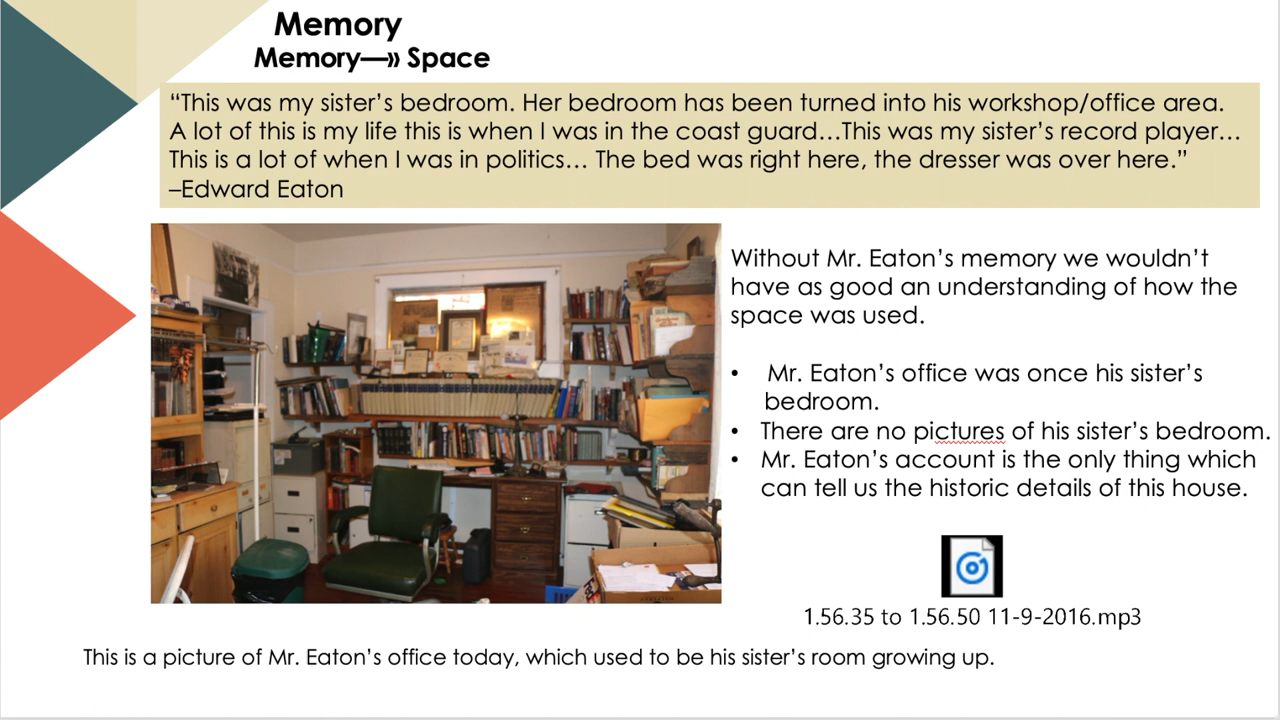 Memory
Memory—» Space
“This was my sister’s bedroom. Her bedroom has been turned into his workshop/office area.
A lot of this is my life this is when I was in the coast guard…This was my sister’s record player…
This is a lot of when I was in politics… The bed was right here, the dresser was over here.”
–Edward Eaton
Without Mr. Eaton’s memory we wouldn’t
have as good an understanding of how the
space was used.
• Mr. Eaton’s office was once his sister’s
bedroom.
• There are no pictures of his sister’s bedroom.
• Mr. Eaton’s account is the only thing which
can tell us the historic details of this house.
1.56.35 to 1.56.50 11-9-2016.mp3
This is a picture of Mr. Eaton’s office today, which used to be his sister’s room growing up.